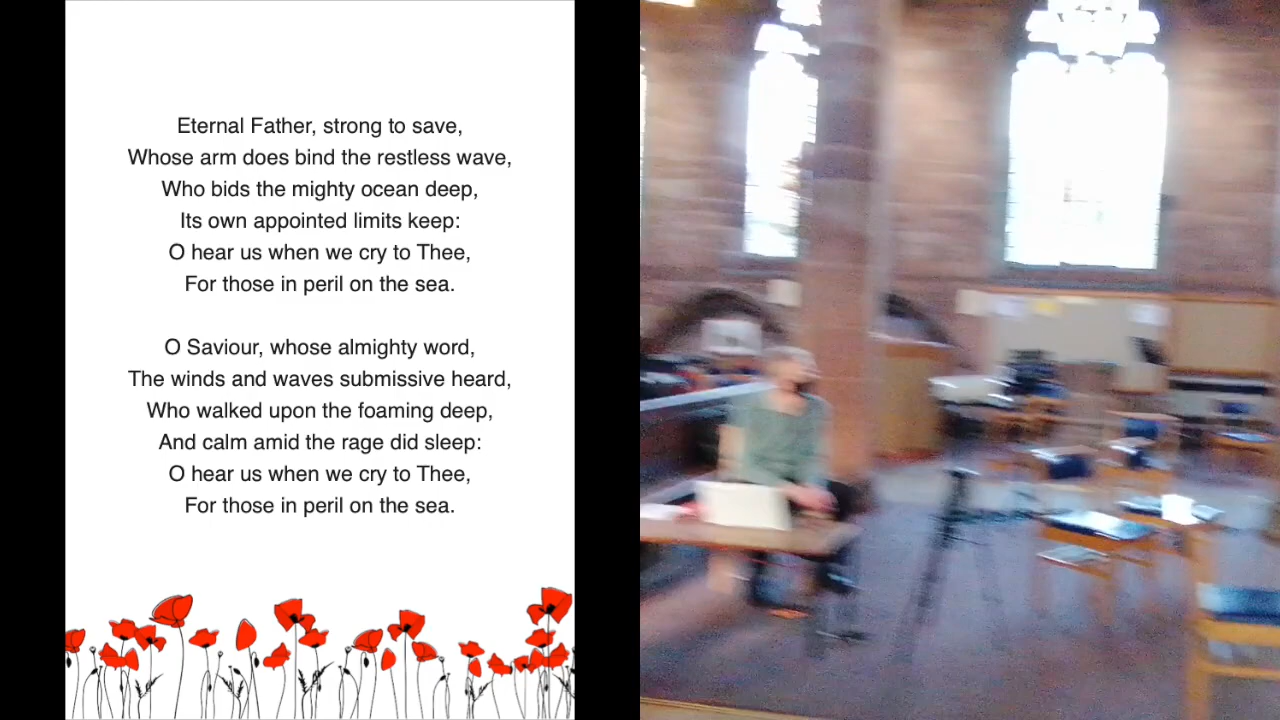 Eternal Father, strong to save,
Whose arm does bind the restless wave,
Who bids the mighty ocean deep,
Its own appointed limits keep:
O hear us when we cry to Thee,
For those in peril on the sea.
O Saviour, whose almighty word,
The winds and waves submissive heard,
Who walked upon the foaming deep,
And calm amid the rage did sleep:
O hear us when we cry to Thee,
For those in peril on the sea.